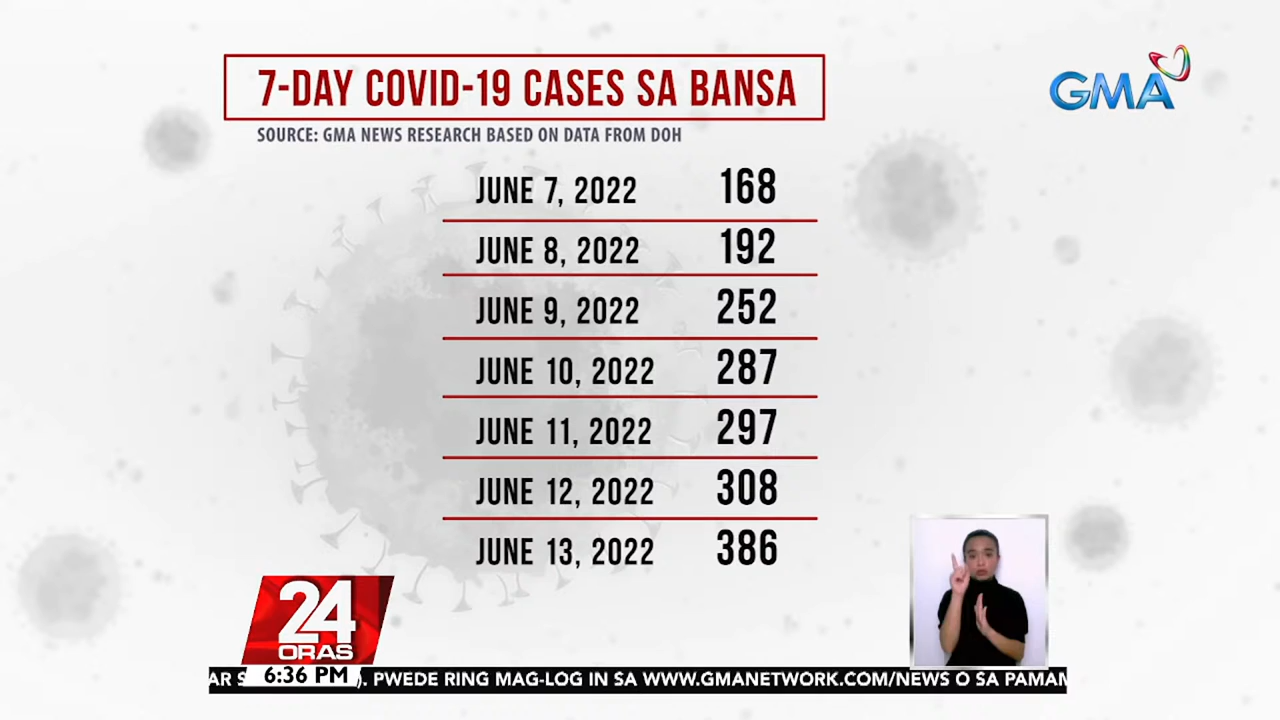 7-DAY COVID-19 CASES SA BANSA
SOURCE: GMA NEWS RESEARCH BASED ON DATA FROM DOH
GMA
JUNE 7, 2022 168
JUNE 8, 2022 192
JUNE 9, 2022 252
JUNE 10, 2022 287
JUNE 11, 2022 297
JUNE 12, 2022 308
JUNE 13, 2022 386
24
ORAS
6:36 PM
). PWEDE RING MAG-LOG IN SA WWW.GMANETWORK.COM/NEWS O SA